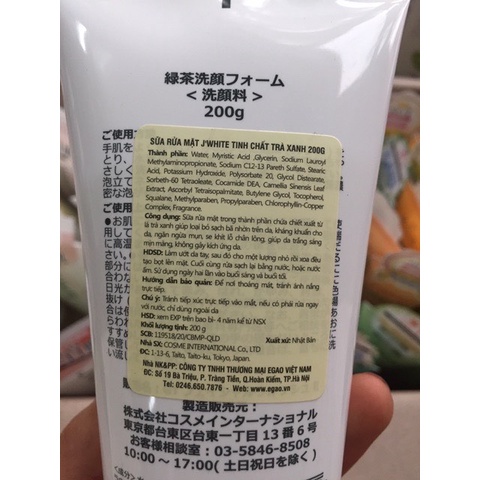 緑茶洗顔フォーム
< 洗顔料 >
200g
SỮA RỬA MẶT J'WHITE TINH CHẤT TRÀ XANH 200G
Thành phần: Water, Myristic Acid ,Glycerin, Sodium Lauroyl
Methylaminopropionate, Sodium C12-13 Pareth Sulfate, Stearic
Acid, Potassium Hydroxide, Polysorbate 20, Glycol Distearate,
Sorbeth-60 Tetraoleate, Cocamide DEA, Camellia Sinensis Leaf
Extract, Ascorbyl Tetraisopalmitate, Butylene Glycol, Tocopherol,
Squalane, Methylparaben, Propylparaben, Chlorophyllin-Copper
Complex, Fragrance.
Công dụng: Sữa rửa mặt trong thành phần chứa chiết xuất từ
lá trà xanh giúp loại bỏ sạch bã nhờn trên da, kháng khuẩn cho
da, ngăn ngừa mụn, se khít lỗ chân lông, giúp da trắng sáng
mịn màng, không gây kích ứng da.
HDSD: Làm ướt da tay, sau đó cho một lượng nhỏ rồi xoa đều
tạo bọt lên mặt. Cuối cùng rửa sạch lại bằng nước, hoặc nước
ấm. Sử dụng ngày hai lần vào buổi sáng và buổi tối.
Hướng dẫn bảo quản: Để nơi thoáng mát, tránh ánh nắng
trực tiếp.
Chú ý: Tránh tiếp xúc trực tiếp vào mắt, nếu có phải rửa ngay
với nước, chỉ dùng ngoài da
HSD: xem EXP trên bao bì- 4 năm kể từ NSX
Khối lượng tịnh: 200 g
SCB: 119518/20/CBMP-QLD Xuất xứ: Nhật Bản
NSX: COSME INTERNATIONAL Co., LTD
ĐC: 1-13-6, Taito, Taito-ku, Tokyo, Japan.
Nhà NK&PP: CÔNG TY TNHH THƯƠNG MẠI EGAO VIỆT NAM
ĐC: Số 19 Bà Triệu, P. Tràng Tiền, Q.Hoàn Kiếm, TP.Hà Nội
Tel: 0246.650.7876 - www.egao.vn
製造販売元:
株式会社コスメインターナショナル
東京都台東区台東一丁目13番6号
お客様相談室: 03-5846-8508
10:00 ～ 17:00( 土日祝日を除く )